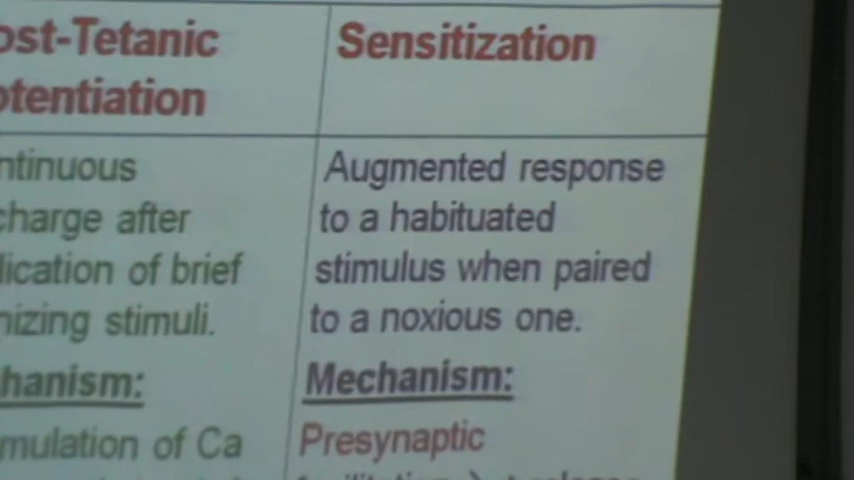 ost-Tetanic
otentiation
ntinuous
charge after
lication of brief
nizing stimuli.
hanism:
mulation of Ca
Sensitization
Augmented response
to a habituated
stimulus when paired
to a noxious one.
Mechanism:
Presynaptic